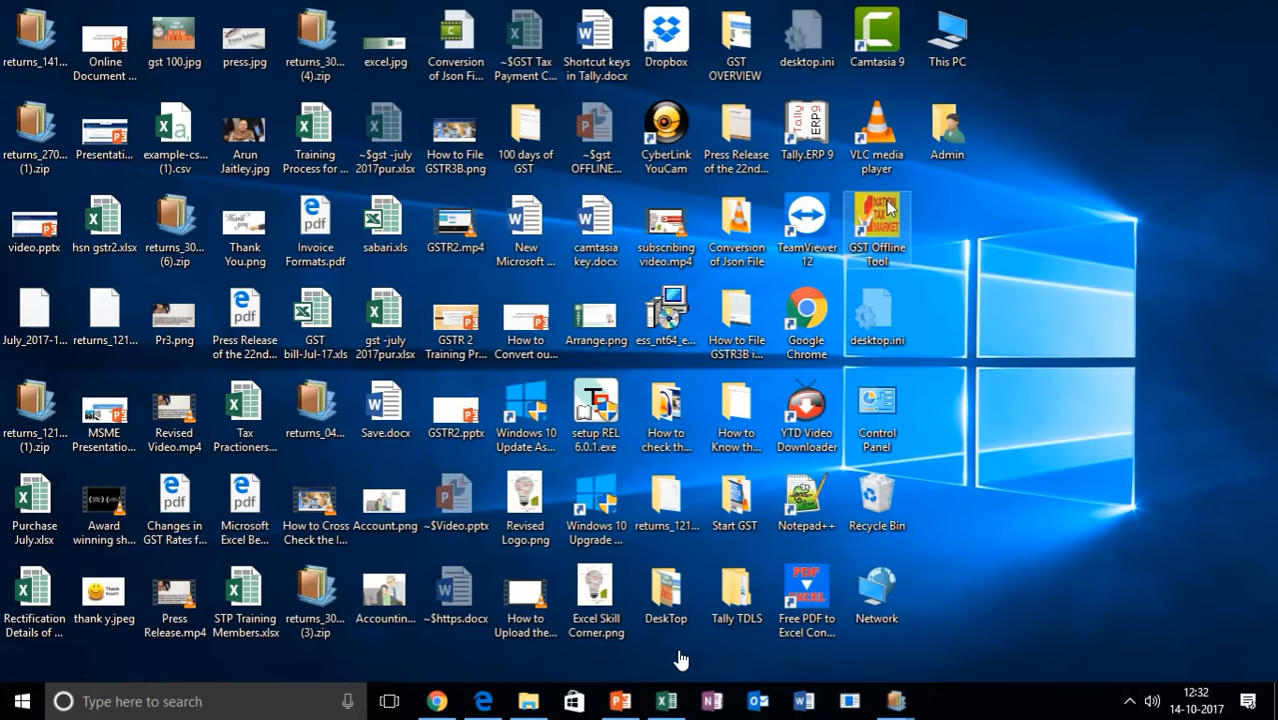 returns_141...
Online
Document ...
gst 100.jpg
press.jpg
returns_30...
(4).zip
excel.jpg
Conversion
of Json Fi...
~$GST Tax
Payment C...
Shortcut keys
in Tally.docx
Dropbox
GST
OVERVIEW
desktop.ini
Camtasia 9
This PC
returns_270...
(1).zip
Presentati...
example-cs...
(1).csv
Arun
Jaitley.jpg
Training
Process for ...
~$gst -july
2017pur.xlsx
How to File
GSTR3B.png
100 days of
GST
~$gst
OFFLINE...
CyberLink
YouCam
Press Release
of the 22nd...
Tally.ERP 9
VLC media
player
Admin
video.pptx
hsn gstr2.xlsx
returns_30...
(6).zip
Thank
You.png
Invoice
Formats.pdf
sabari.xls
GSTR2.mp4
New
Microsoft ...
camtasia
key.docx
subscribing
video.mp4
Conversion
of Json File
TeamViewer
12
GST Offline
Tool
July_2017-1...
returns_121...
Pr3.png
Press Release
of the 22nd...
GST
bill-Jul-17.xls
gst -july
2017pur.xlsx
GSTR 2
Training Pr...
How to
Convert ou...
Arrange.png
ess_nt64_e...
How to File
GSTR3B i...
Google
Chrome
desktop.ini
returns_121...
(1).zip
MSME
Presentatio...
Revised
Video.mp4
Tax
Practioners...
returns_04...
Save.docx
GSTR2.pptx
Windows 10
Update As...
setup REL
6.0.1.exe
How to
check th...
How to
Know th...
YTD Video
Downloader
Control
Panel
Purchase
July.xlsx
Award
winning sh...
Changes in
GST Rates f...
Microsoft
Excel Be...
How to Cross
Check the I...
Account.png
~$Video.pptx
Revised
Logo.png
Windows 10
Upgrade ...
returns_121...
Start GST
Notepad++
Recycle Bin
Rectification
Details of ...
thank y.jpeg
Press
Release.mp4
STP Training
Members.xlsx
returns_30...
(3).zip
Accountin...
~$https.docx
How to
Upload the...
Excel Skill
Corner.png
DeskTop
Tally TDLS
Free PDF to
Excel Con...
Network
Type here to search
12:32
14-10-2017